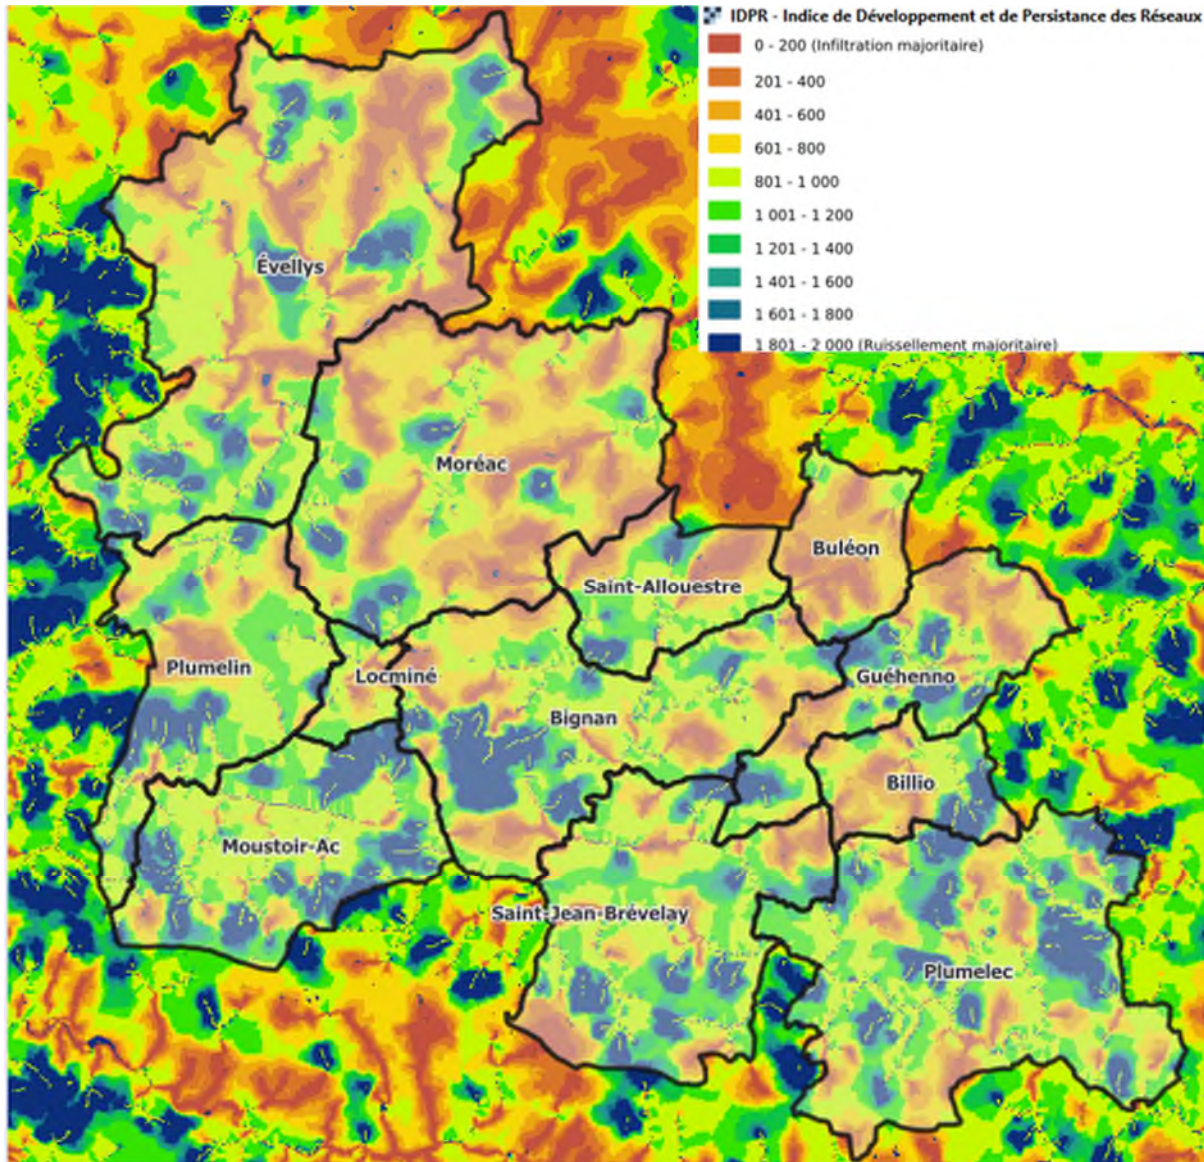 IDPR - Indice de Développement et de Persistance des Réseaux
0 - 200 (Infiltration majoritaire)
201 - 400
401 - 600
601 - 800
801 - 1 000
1 001 - 1 200
1 201 - 1 400
1 401 - 1 600
1 601 - 1 800
1 801 - 2 000 (Ruissellement majoritaire)
Évellys
Moréac
Buléon
Saint-Allouestre
Plumelin
Locminé
Guéhenno
Bignan
Billio
Moustoir-Ac
Saint-Jean-Brévelay
Plumelec